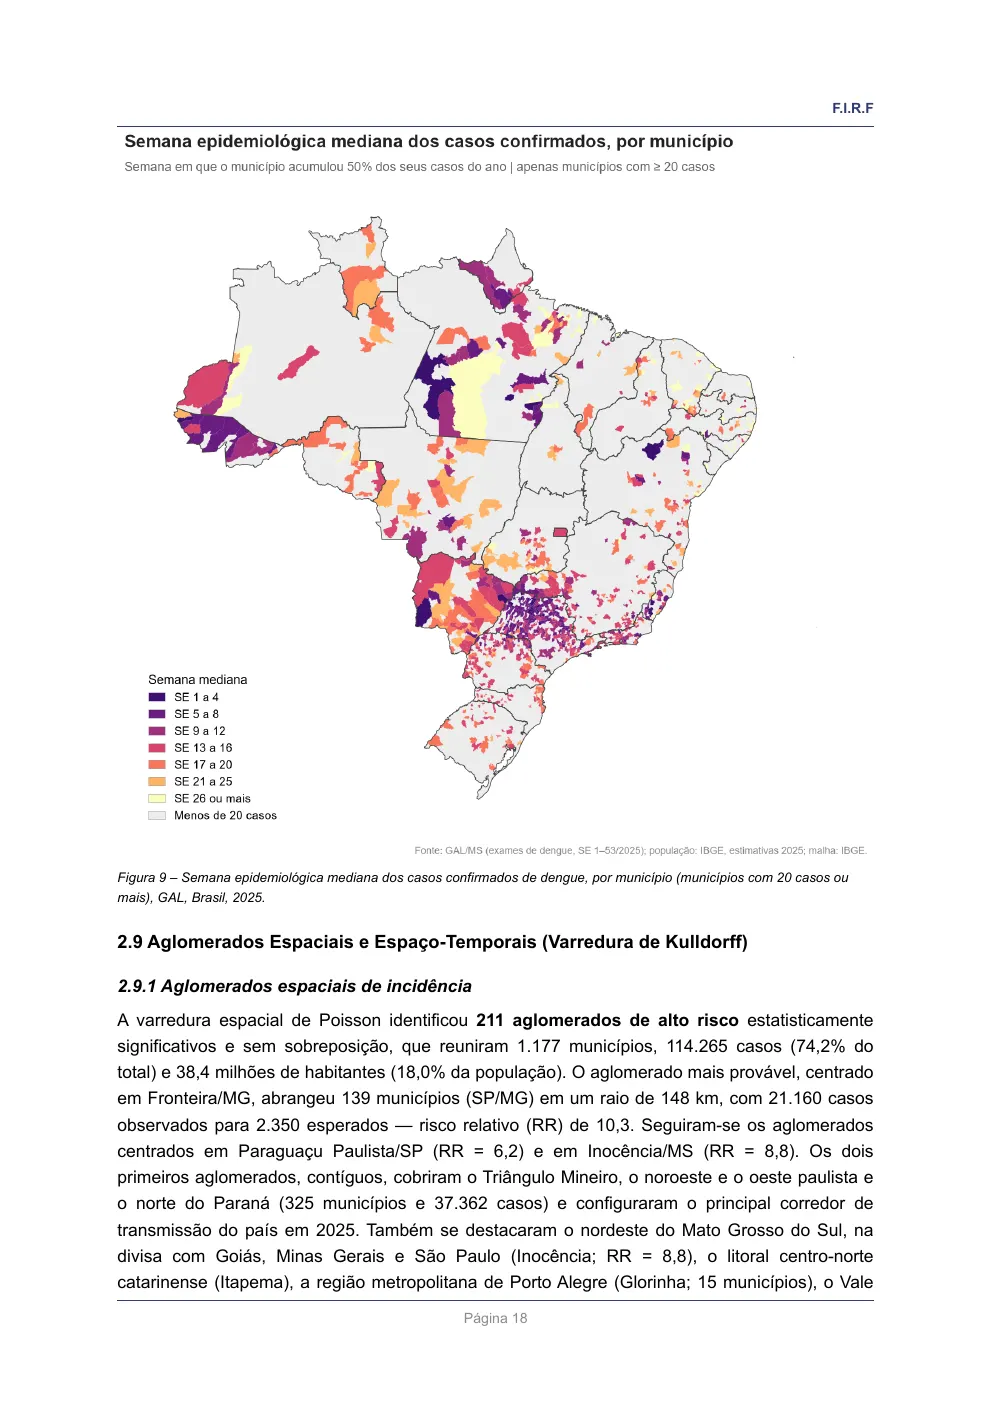 F.I.R.F
Semana epidemiológica mediana dos casos confirmados, por município
Semana em que o município acumulou 50% dos seus casos do ano | apenas municípios com ≥ 20 casos
Semana mediana
SE 1 a 4
SE 5 a 8
SE 9 a 12
SE 13 a 16
SE 17 a 20
SE 21 a 25
SE 26 ou mais
Menos de 20 casos
Fonte: GAL/MS (exames de dengue, SE 1–53/2025); população: IBGE, estimativas 2025; malha: IBGE.
Figura 9 – Semana epidemiológica mediana dos casos confirmados de dengue, por município (municípios com 20 casos ou
mais), GAL, Brasil, 2025.
2.9 Aglomerados Espaciais e Espaço-Temporais (Varredura de Kulldorff)
2.9.1 Aglomerados espaciais de incidência
A varredura espacial de Poisson identificou 211 aglomerados de alto risco estatisticamente
significativos e sem sobreposição, que reuniram 1.177 municípios, 114.265 casos (74,2% do
total) e 38,4 milhões de habitantes (18,0% da população). O aglomerado mais provável, centrado
em Fronteira/MG, abrangeu 139 municípios (SP/MG) em um raio de 148 km, com 21.160 casos
observados para 2.350 esperados — risco relativo (RR) de 10,3. Seguiram-se os aglomerados
centrados em Paraguaçu Paulista/SP (RR = 6,2) e em Inocência/MS (RR = 8,8). Os dois
primeiros aglomerados, contíguos, cobriram o Triângulo Mineiro, o noroeste e o oeste paulista e
o norte do Paraná (325 municípios e 37.362 casos) e configuraram o principal corredor de
transmissão do país em 2025. Também se destacaram o nordeste do Mato Grosso do Sul, na
divisa com Goiás, Minas Gerais e São Paulo (Inocência; RR = 8,8), o litoral centro-norte
catarinense (Itapema), a região metropolitana de Porto Alegre (Glorinha; 15 municípios), o Vale
Página 18